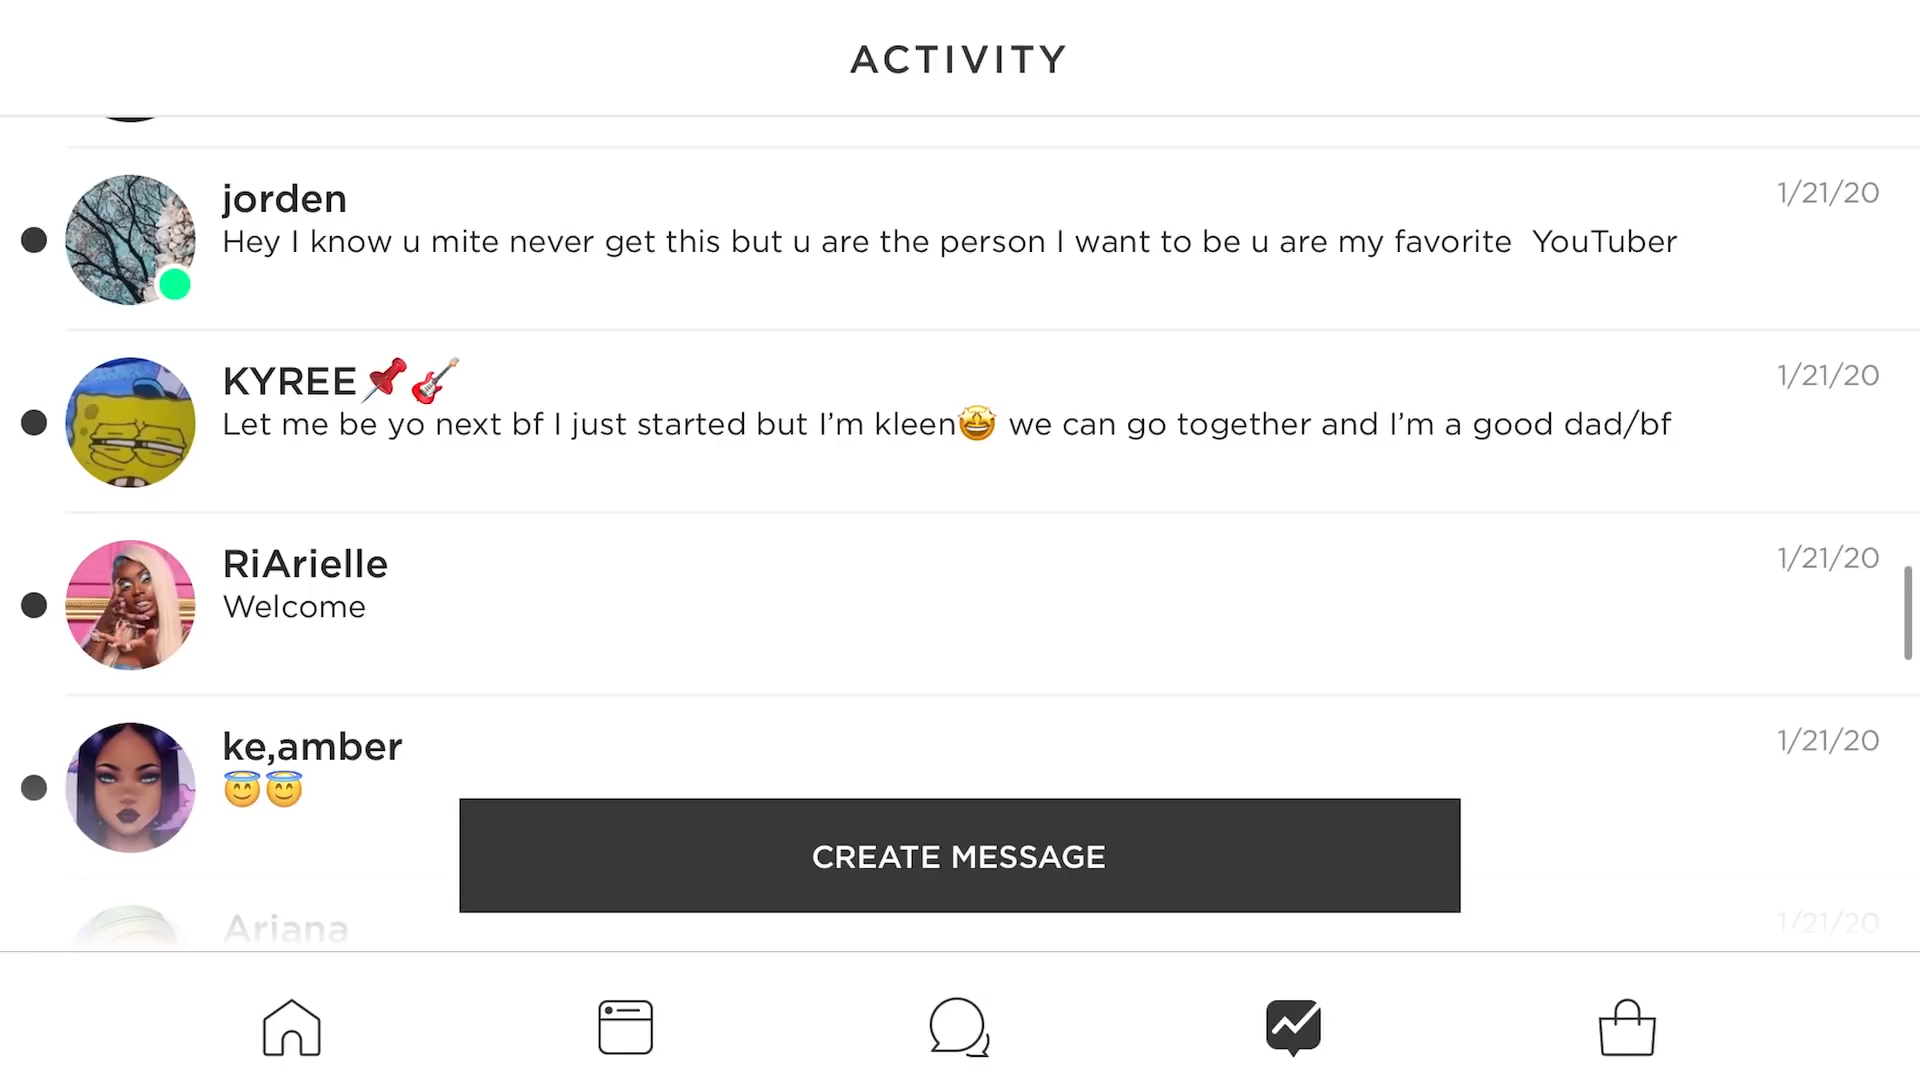 ACTIVITY
jorden
1/21/20
Hey I know u mite never get this but u are the person I want to be u are my favorite  YouTuber
KYREE📌🎸
1/21/20
Let me be yo next bf I just started but I’m kleen🤩 we can go together and I’m a good dad/bf
RiArielle
1/21/20
Welcome
ke,amber
1/21/20
😇😇
CREATE MESSAGE
Ariana
1/21/20